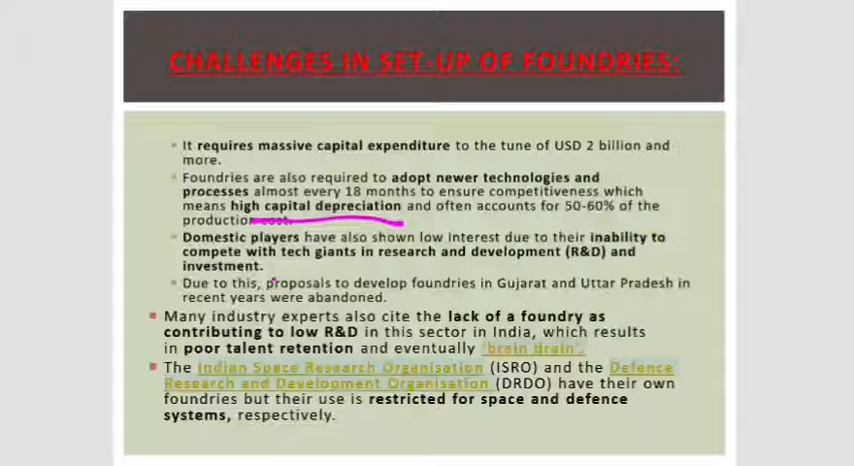 CHALLENGES IN SET-UP OF FOUNDRIES:
It requires massive capital expenditure to the tune of USD 2 billion and
more.
Foundries are also required to adopt newer technologies and
processes almost every 18 months to ensure competitiveness which
means high capital depreciation and often accounts for 50-60% of the
production cost.
Domestic players have also shown low interest due to their inability to
compete with tech giants in research and development (R&D) and
investment.
Due to this, proposals to develop foundries in Gujarat and Uttar Pradesh in
recent years were abandoned.
Many industry experts also cite the lack of a foundry as
contributing to low R&D in this sector in India, which results
in poor talent retention and eventually 'brain drain'.
The Indian Space Research Organisation (ISRO) and the Defence
Research and Development Organisation (DRDO) have their own
foundries but their use is restricted for space and defence
systems, respectively.